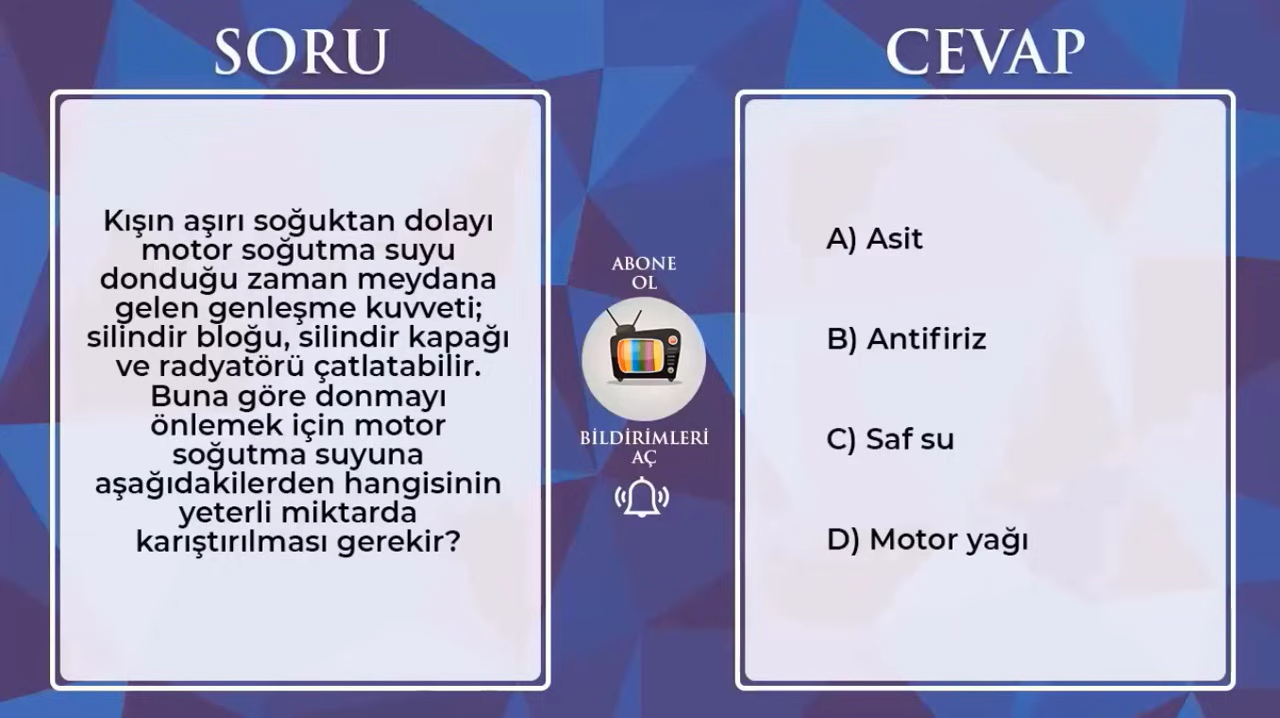 SORU
Kışın aşırı soğuktan dolayı
motor soğutma suyu
donduğu zaman meydana
gelen genleşme kuvveti;
silindir bloğu, silindir kapağı
ve radyatörü çatlatabilir.
Buna göre donmayı
önlemek için motor
soğutma suyuna
aşağıdakilerden hangisinin
yeterli miktarda
karıştırılması gerekir?
ABONE
OL
BİLDİRİMLERİ
AÇ
CEVAP
A) Asit
B) Antifiriz
C) Saf su
D) Motor yağı